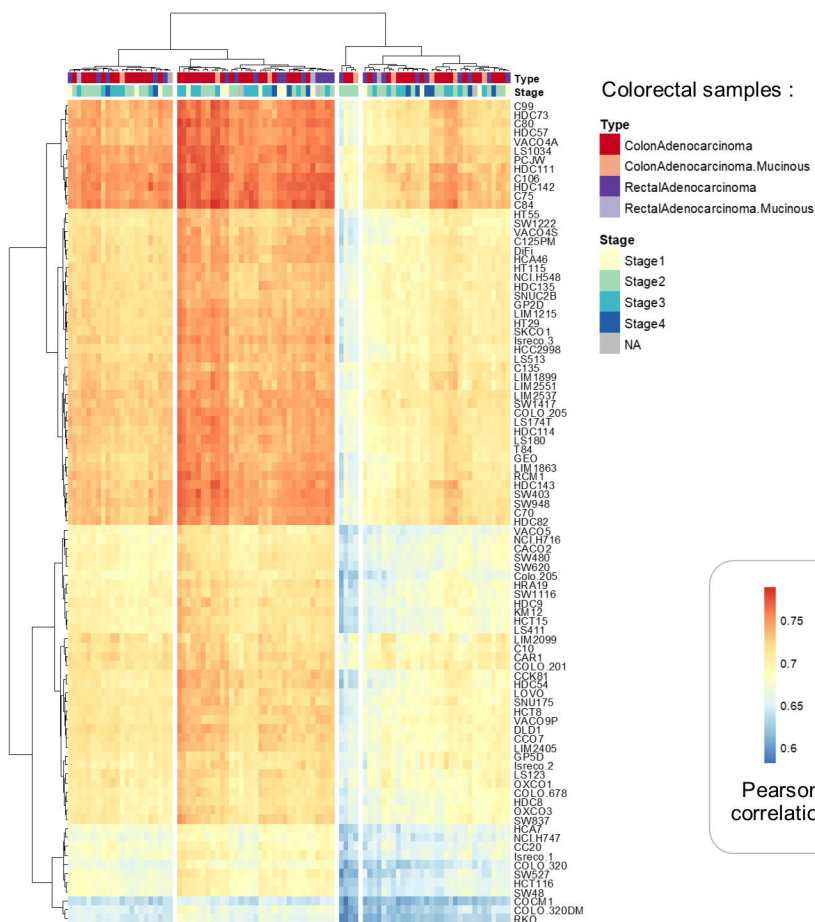 Type
Stage
C99
HDC73
C80
HDC57
VACO4A
LS1034
PCJW
HDC111
C106
HDC142
C75
C84
HT55
SW1222
VACO4S
C125PM
DiFi
HCA46
HT115
NCI.H548
HDC135
SNUC2B
GP2D
LIM1215
HT29
SKCO1
Isreco.3
HCC2998
LS513
C135
LIM1899
LIM2551
LIM2537
SW1417
COLO.205
LS174T
HDC114
LS180
T84
GEO
LIM1863
RCM1
HDC143
SW403
SW948
C70
HDC82
VACO5
NCI.H716
CACO2
SW480
SW620
Colo.205
HRA19
SW1116
HDC9
KM12
HCT15
LS411
LIM2099
C10
CAR1
COLO.201
CCK81
HDC54
LOVO
SNU175
HCT8
VACO9P
DLD1
CCO7
LIM2405
GP5D
Isreco.2
LS123
OXCO1
COLO.678
HDC8
OXCO3
SW837
HCA7
NCI.H747
CC20
Isreco.1
COLO.320
SW527
HCT116
SW48
COCM1
COLO.320DM
RKO
Colorectal samples :
Type
ColonAdenocarcinoma
ColonAdenocarcinoma.Mucinous
RectalAdenocarcinoma
RectalAdenocarcinoma.Mucinous
Stage
Stage1
Stage2
Stage3
Stage4
NA
0.75
0.7
0.65
0.6
Pearson
correlatio